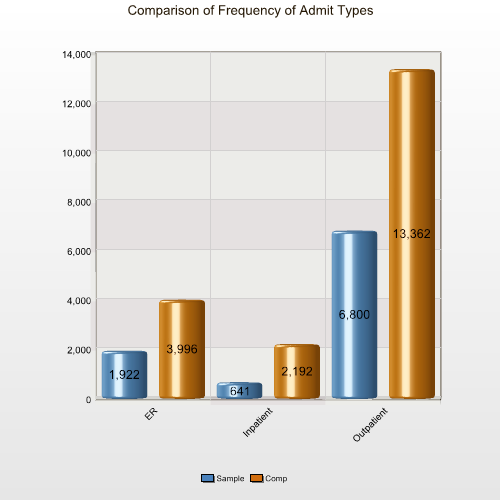 Comparison of Frequency of Admit Types
14,000
12,000
10,000
8,000
6,000
4,000
2,000
0
1,922
3,996
641
2,192
6,800
13,362
ER
Inpatient
Outpatient
Sample
Comp